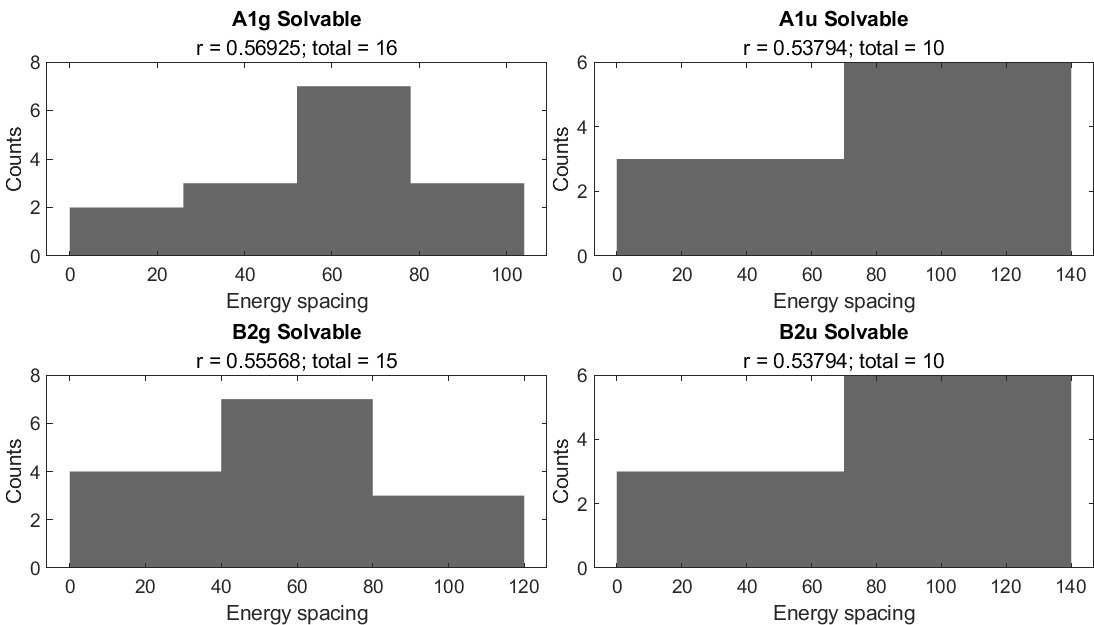 A1g Solvable
r = 0.56925; total = 16
8
6
4
2
0
Counts
0 20 40 60 80 100
Energy spacing
A1u Solvable
r = 0.53794; total = 10
6
4
2
0
Counts
0 20 40 60 80 100 120 140
Energy spacing
B2g Solvable
r = 0.55568; total = 15
8
6
4
2
0
Counts
0 20 40 60 80 100 120
Energy spacing
B2u Solvable
r = 0.53794; total = 10
6
4
2
0
Counts
0 20 40 60 80 100 120 140
Energy spacing